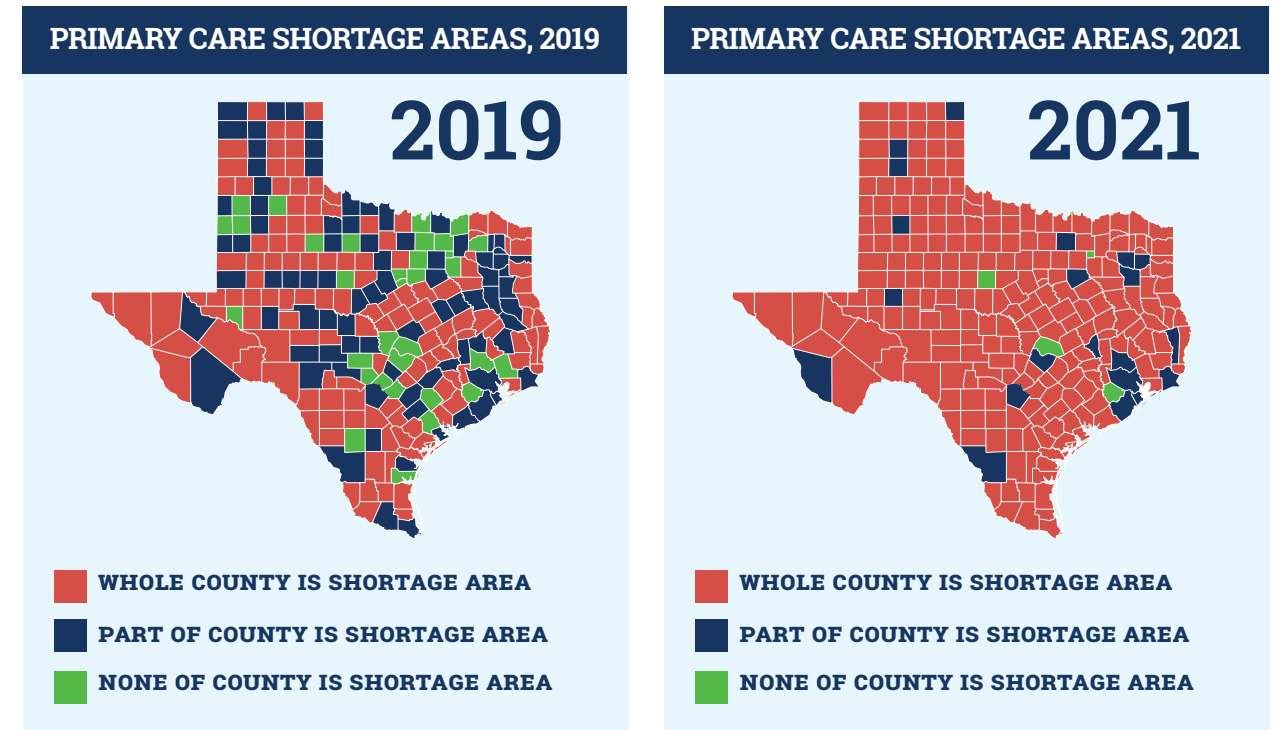 PRIMARY CARE SHORTAGE AREAS, 2019
2019
WHOLE COUNTY IS SHORTAGE AREA
PART OF COUNTY IS SHORTAGE AREA
NONE OF COUNTY IS SHORTAGE AREA
PRIMARY CARE SHORTAGE AREAS, 2021
2021
WHOLE COUNTY IS SHORTAGE AREA
PART OF COUNTY IS SHORTAGE AREA
NONE OF COUNTY IS SHORTAGE AREA